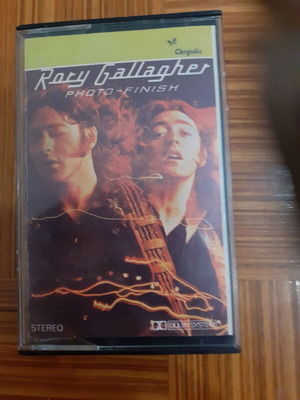 Chrysalis
Rory Gallagher
PHOTO-FINISH
STEREO
DOLBY SYSTEM